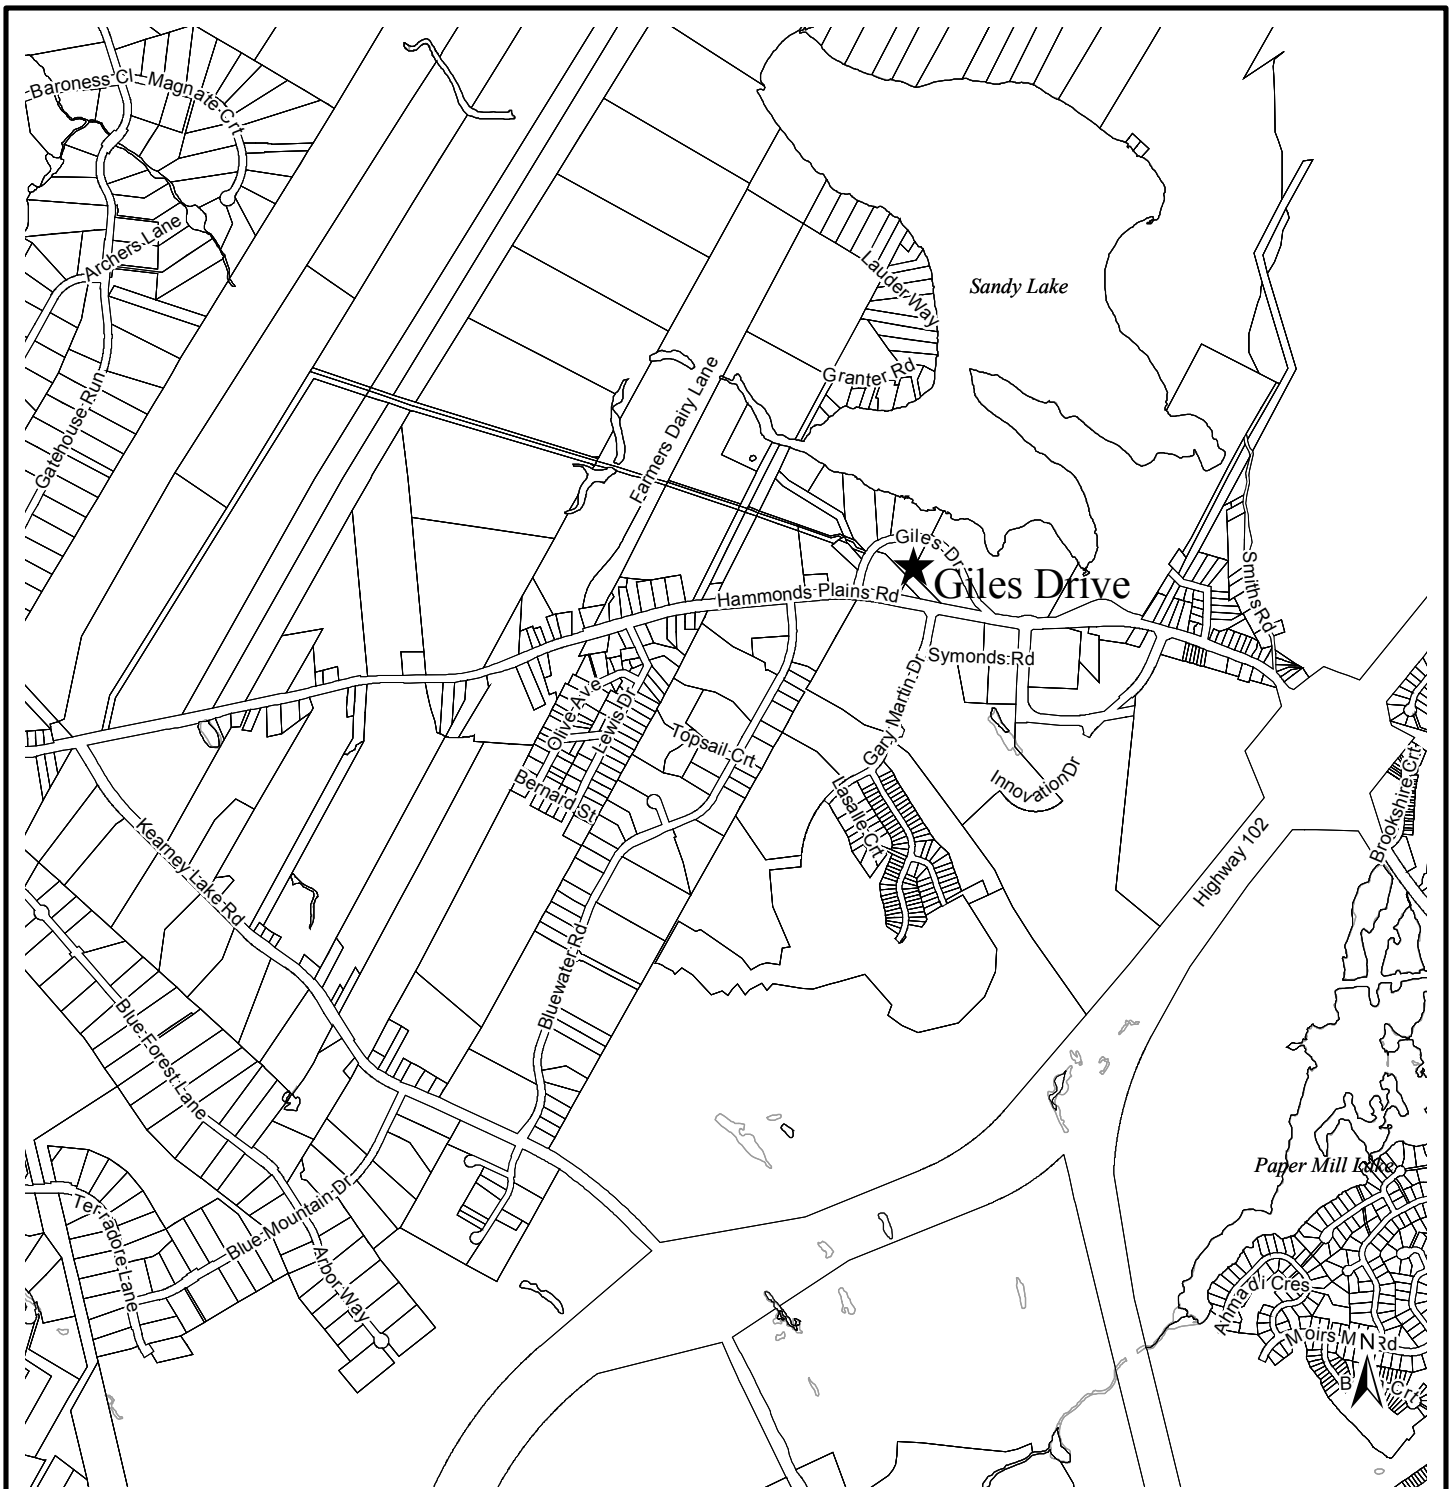 Baroness Cl
Magnate Crt
Archers Lane
Sandy Lake
Lauder Way
Granter Rd
Farmers Dairy Lane
Gatehouse Run
Giles Dr
Giles Drive
Smiths Rd
Hammonds Plains Rd
Symonds Rd
Gary Martin Dr
Olive Ave
Lewis Dr
Topsail Crt
Bernard St
Innovation Dr
Lasalle Crt
Brookshire Crt
Highway 102
Kearney Lake Rd
Bluewater Rd
Blue Forest Lane
Paper Mill Lake
Terradore Lane
Blue Mountain Dr
Arbor Way
Ahmadi Cres
Moirs M
Rd
N
B
Crt